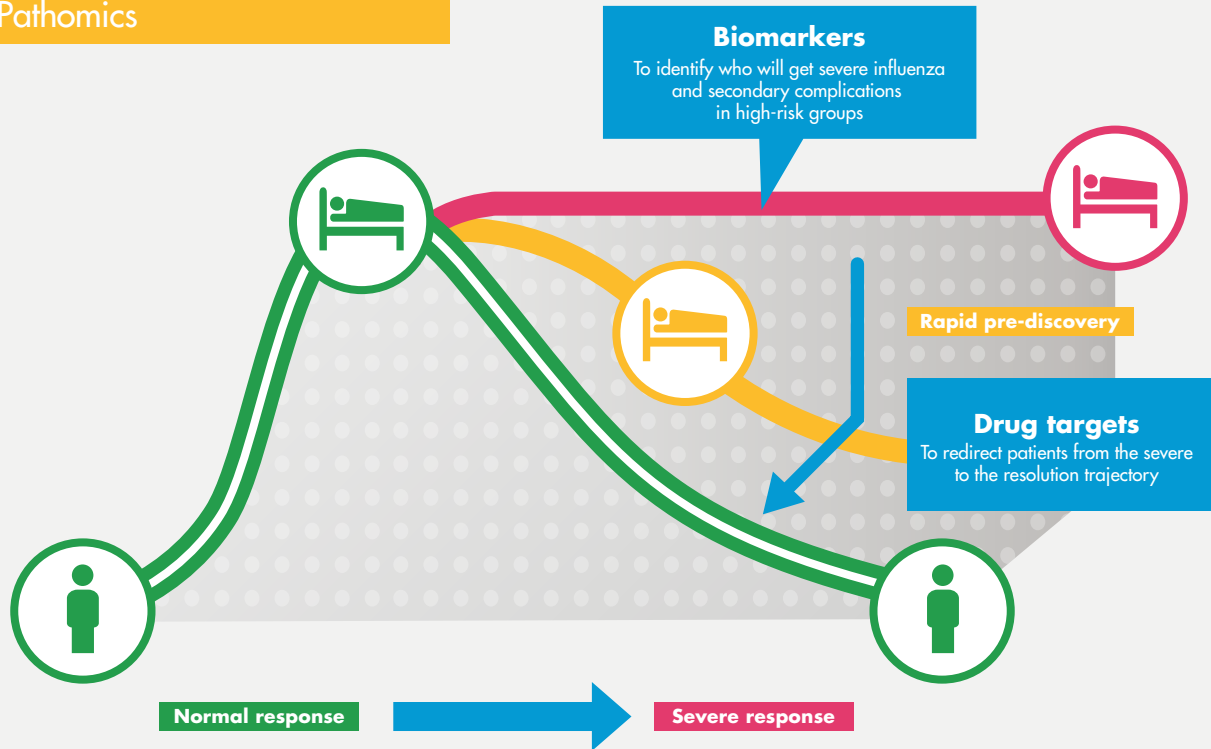 Pathomics
Biomarkers
To identify who will get severe influenza
and secondary complications
in high-risk groups
Rapid pre-discovery
Drug targets
To redirect patients from the severe
to the resolution trajectory
Normal response
Severe response